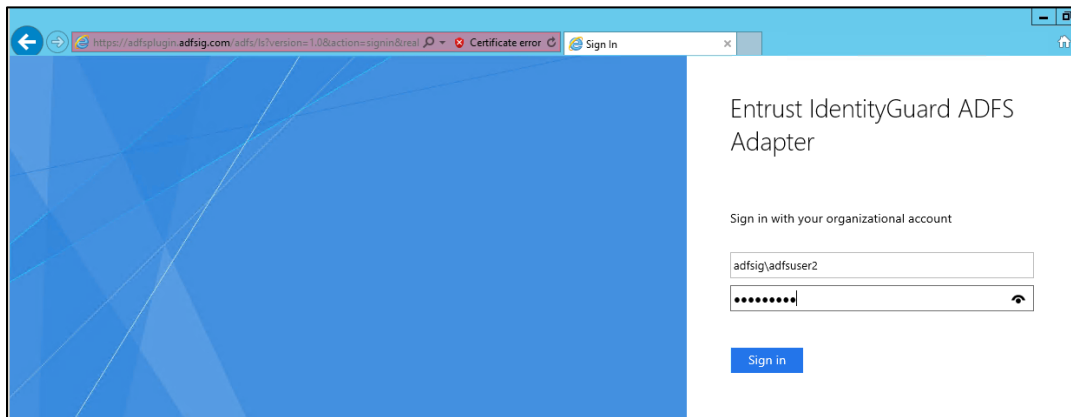 https://adfsplugin.adfsig.com/adfs/ls?version=1.0&action=signin&real
Certificate error
Sign In
Entrust IdentityGuard ADFS
Adapter
Sign in with your organizational account
adfsig\adfsuser2
•••••••••
Sign in